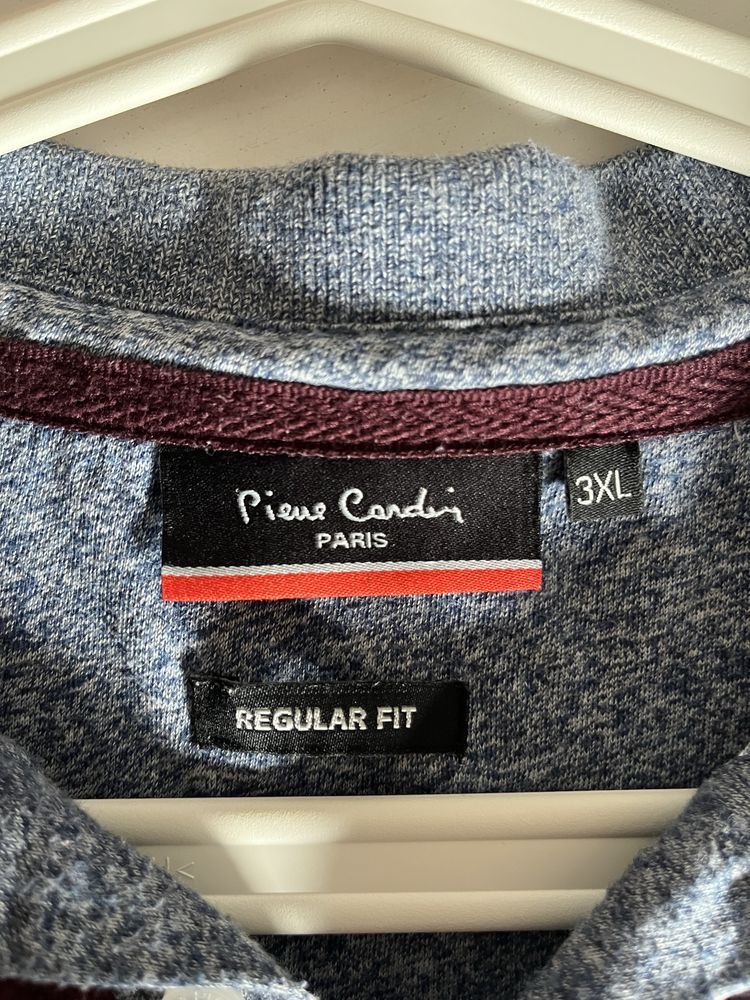 Pierre Cardin
PARIS
3XL
REGULAR FIT